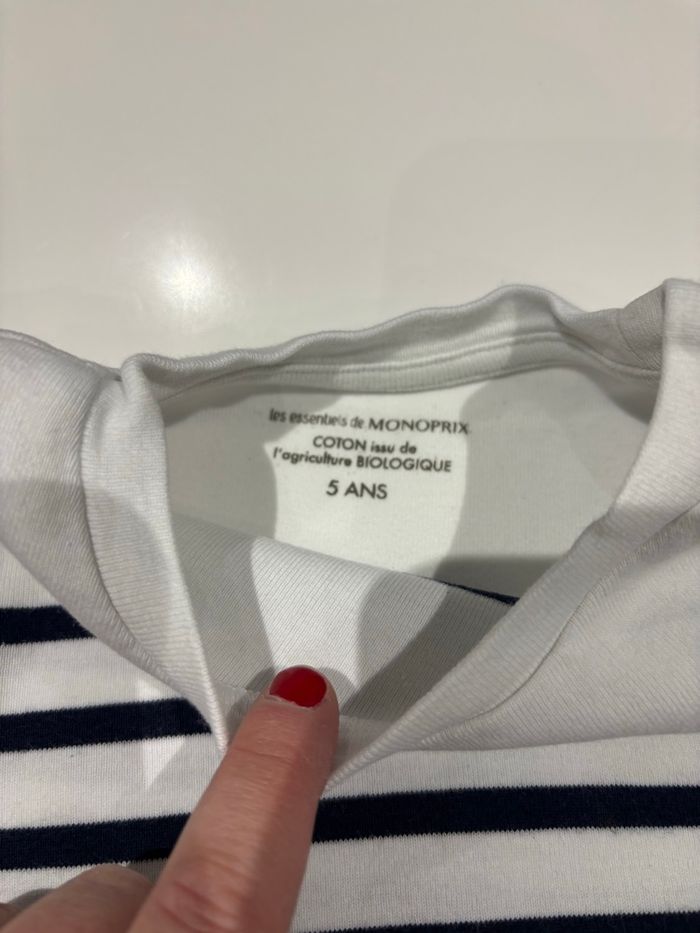 les essentiels de MONOPRIX
COTON issu de
l'agriculture BIOLOGIQUE
5 ANS